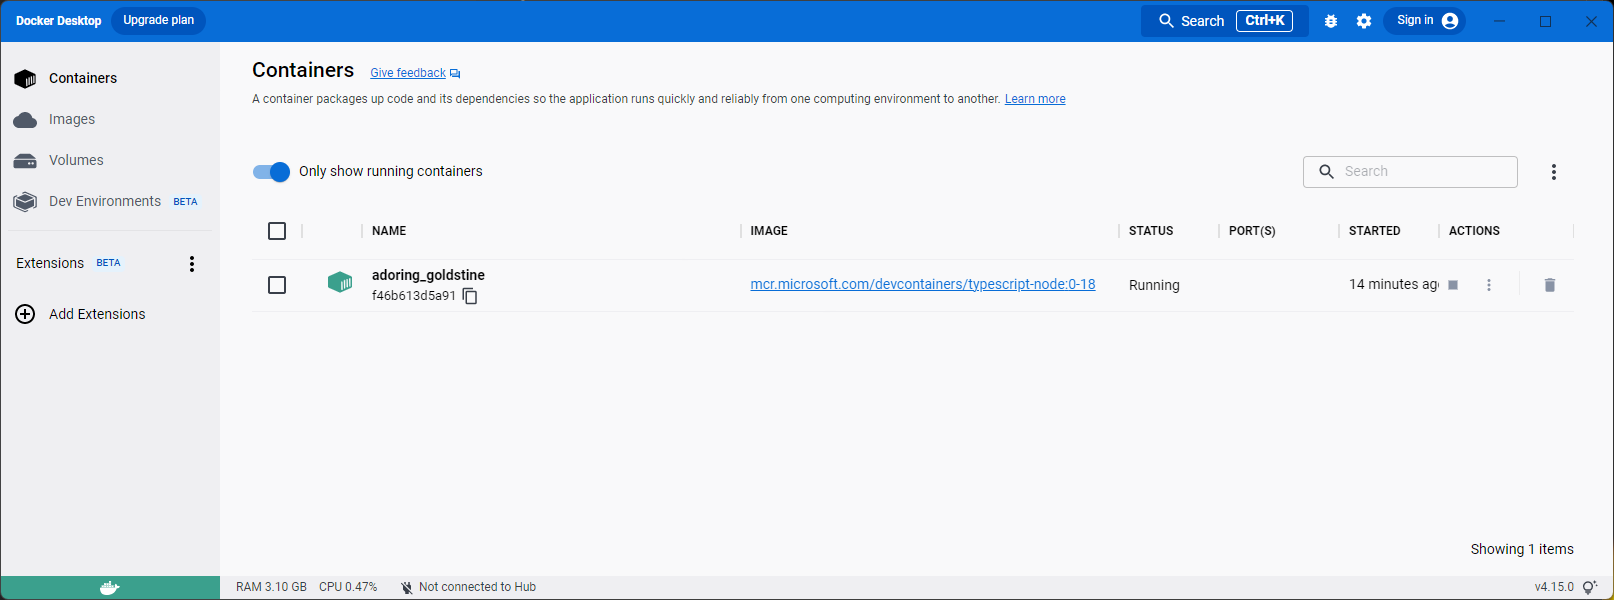 Docker Desktop Upgrade plan Search Ctrl+K Sign in
Containers
Images
Volumes
Dev Environments BETA
Extensions BETA
Add Extensions
Containers Give feedback
A container packages up code and its dependencies so the application runs quickly and reliably from one computing environment to another. Learn more
Only show running containers Search
NAME IMAGE STATUS PORT(S) STARTED ACTIONS
adoring_goldstine
f46b613d5a91 mcr.microsoft.com/devcontainers/typescript-node:0-18 Running 14 minutes ag
Showing 1 items
RAM 3.10 GB CPU 0.47% Not connected to Hub v4.15.0